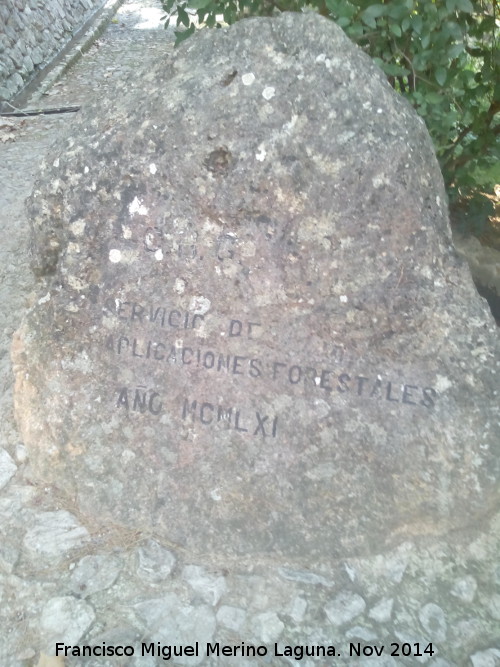 SERVICIO DE
APLICACIONES FORESTALES
AÑO MCMLXI
Francisco Miguel Merino Laguna. Nov 2014